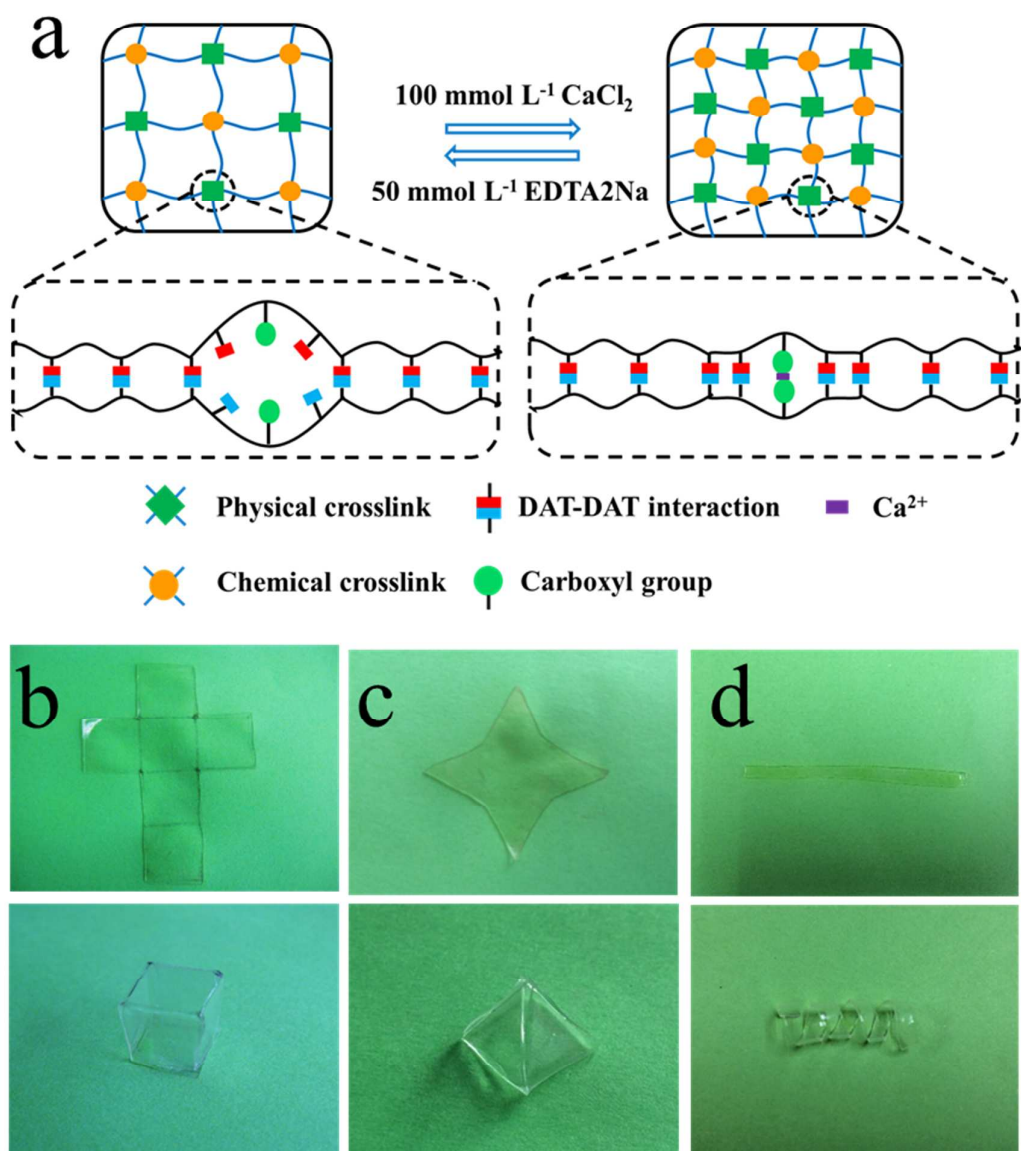 a
100 mmol L⁻¹ CaCl₂
50 mmol L⁻¹ EDTA2Na
Physical crosslink
DAT-DAT interaction
Ca²⁺
Chemical crosslink
Carboxyl group
b
c
d